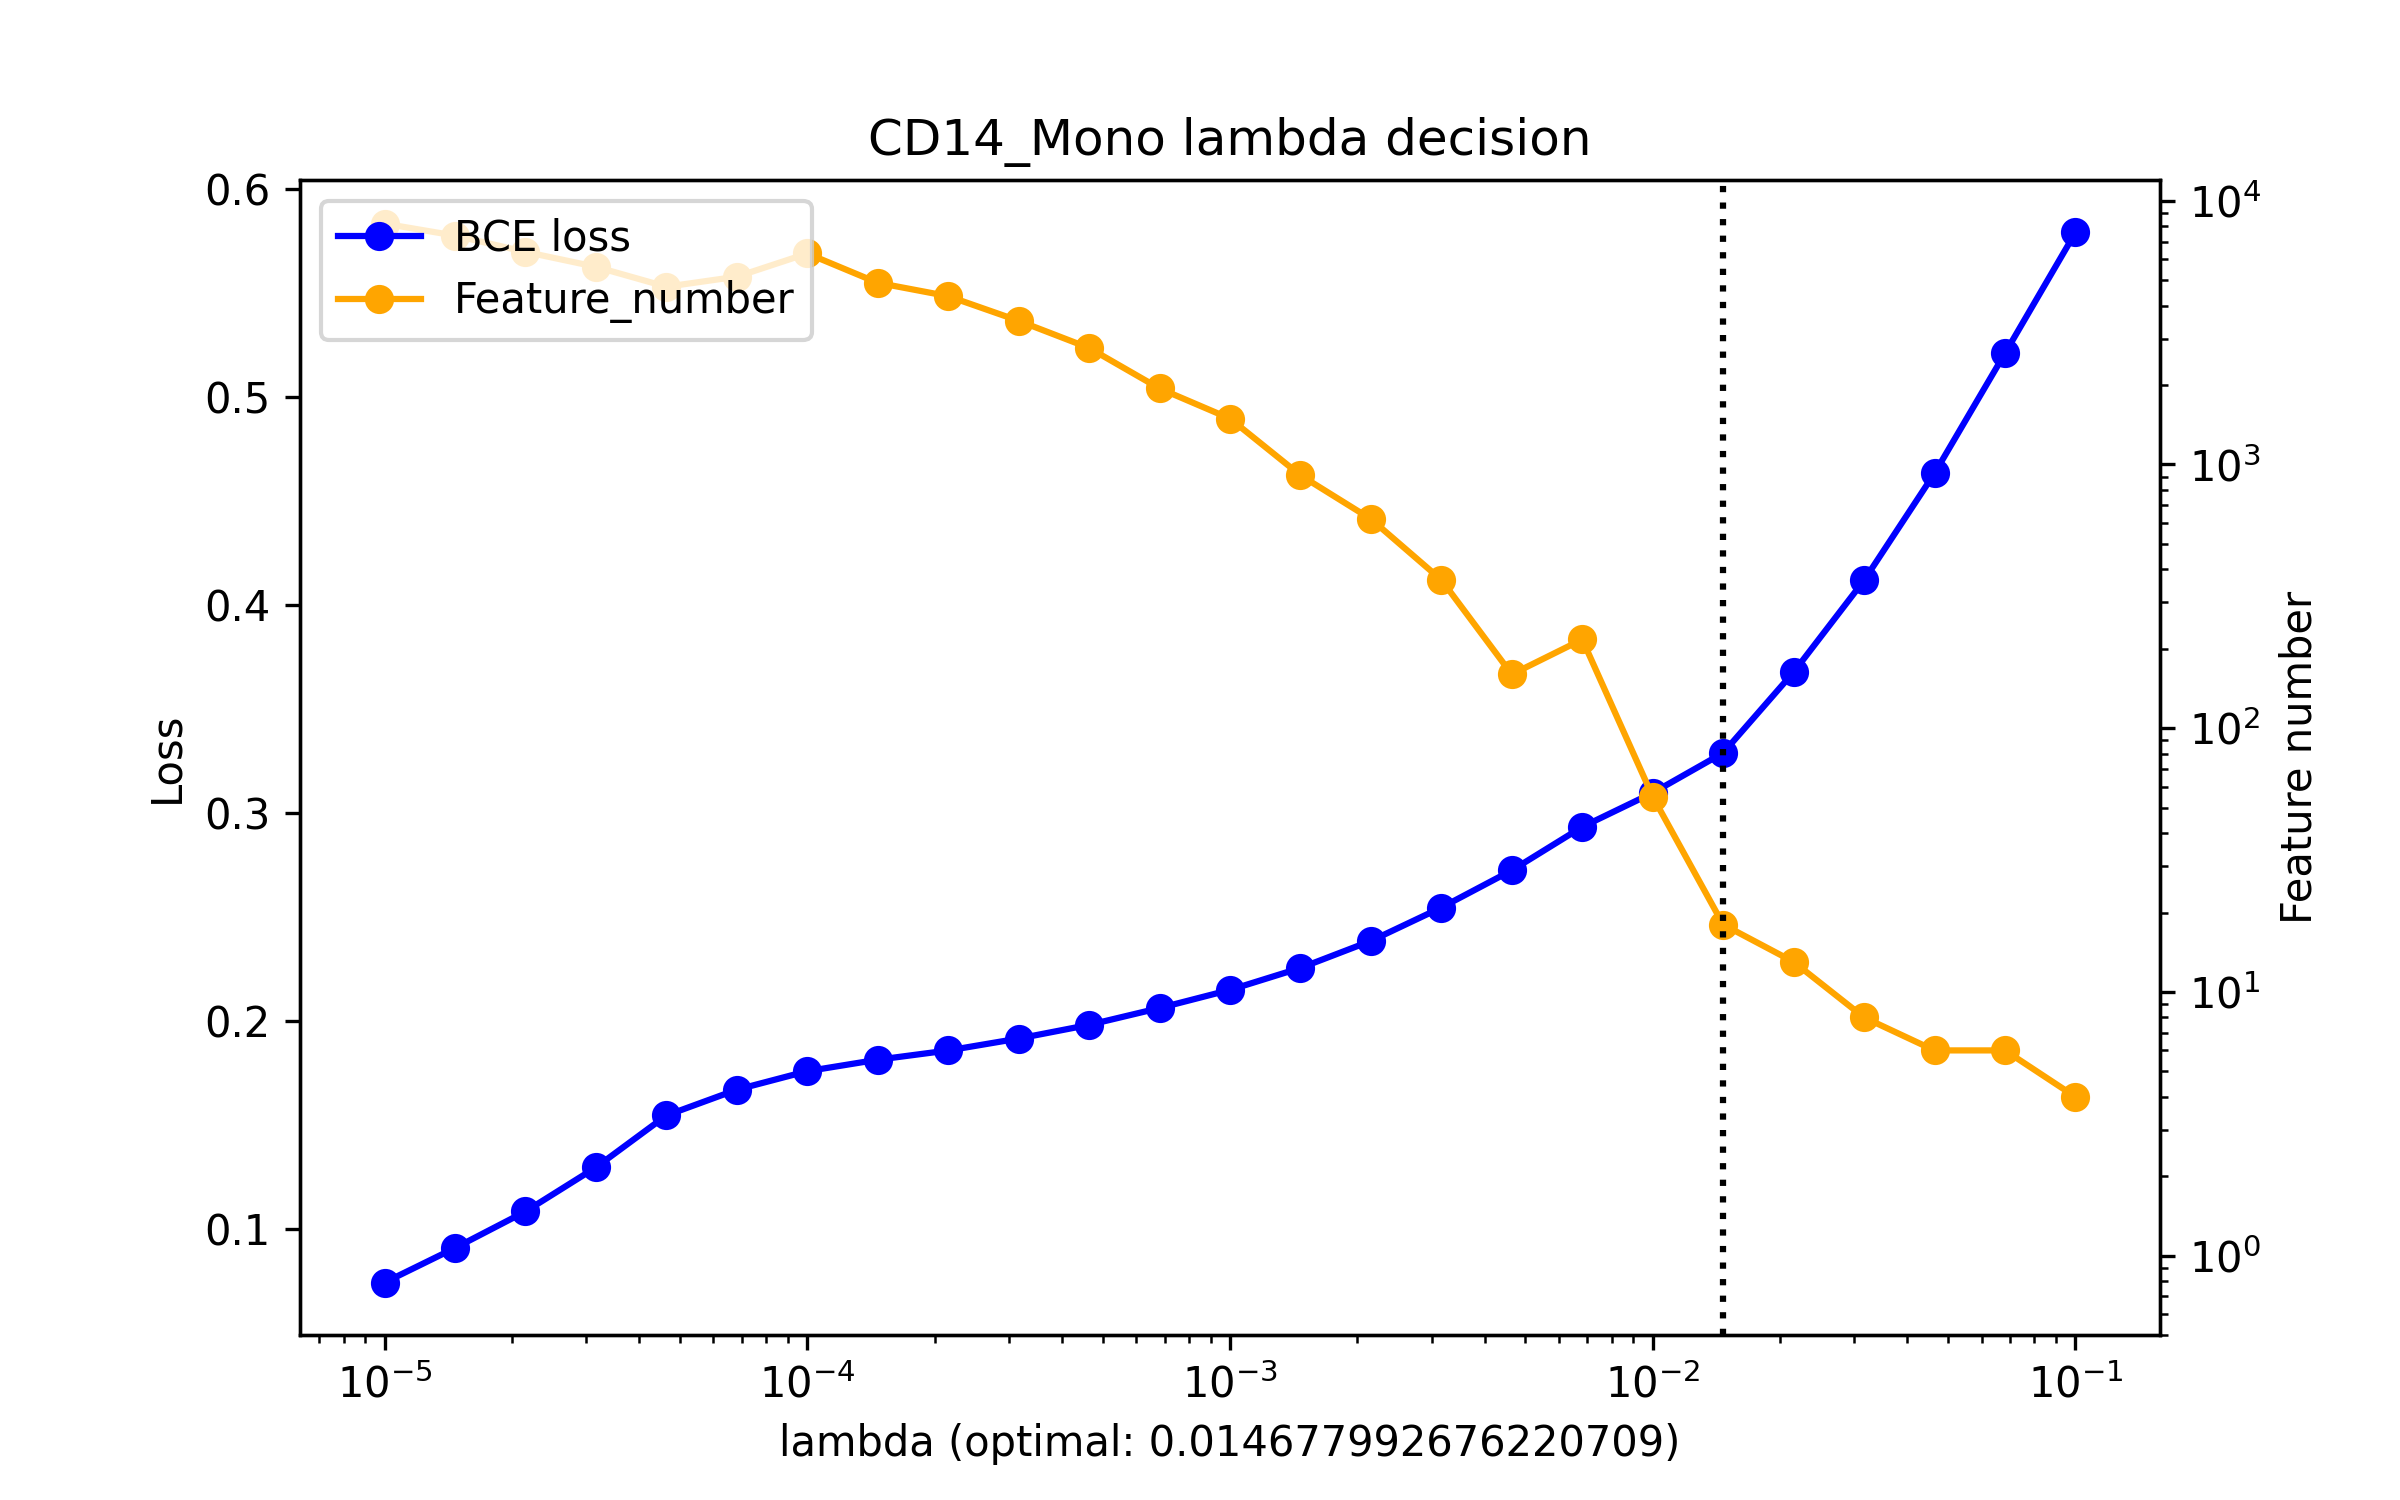 CD14_Mono lambda decision
BCE loss
Feature_number
0.6
0.5
0.4
0.3
0.2
0.1
Loss
10⁴
10³
10²
10¹
10⁰
Feature number
10⁻⁵ 10⁻⁴ 10⁻³ 10⁻² 10⁻¹
lambda (optimal: 0.014677992676220709)